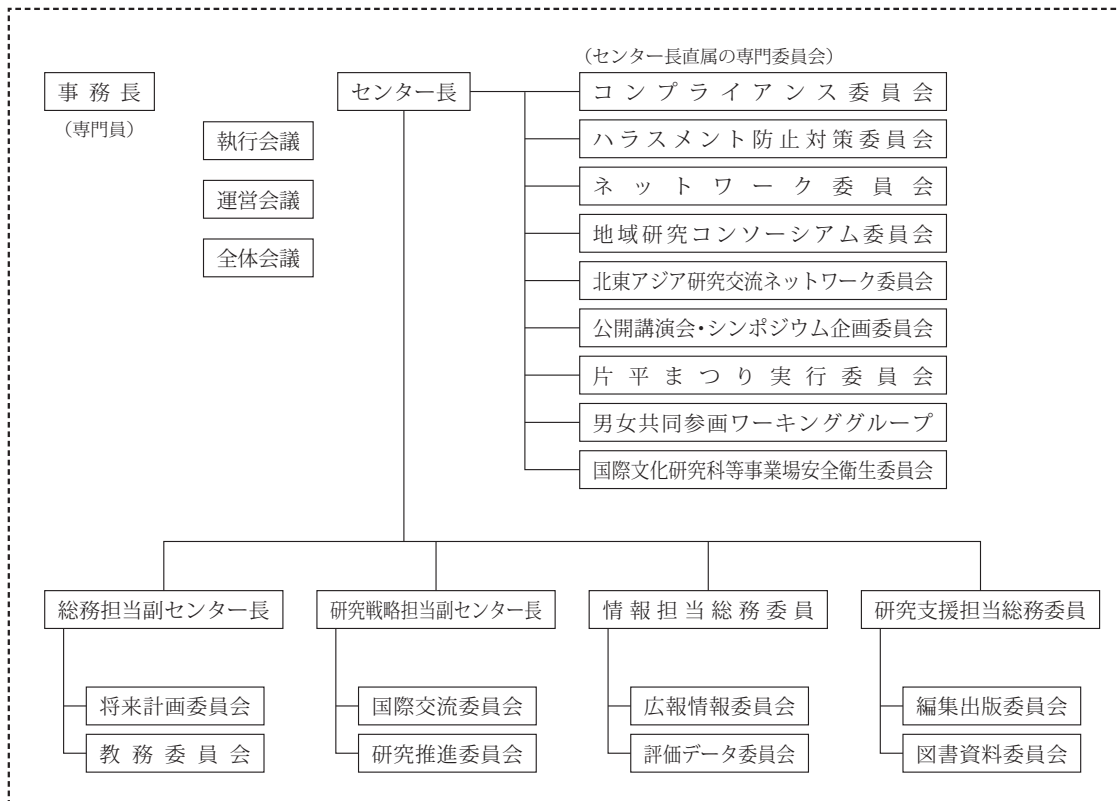 (センター長直属の専門委員会)
事務長
センター長
コンプライアンス委員会
(専門員)
執行会議
ハラスメント防止対策委員会
運営会議
ネットワーク委員会
全体会議
地域研究コンソーシアム委員会
北東アジア研究交流ネットワーク委員会
公開講演会・シンポジウム企画委員会
片平まつり実行委員会
男女共同参画ワーキンググループ
国際文化研究科等事業場安全衛生委員会
総務担当副センター長
研究戦略担当副センター長
情報担当総務委員
研究支援担当総務委員
将来計画委員会
国際交流委員会
広報情報委員会
編集出版委員会
教務委員会
研究推進委員会
評価データ委員会
図書資料委員会